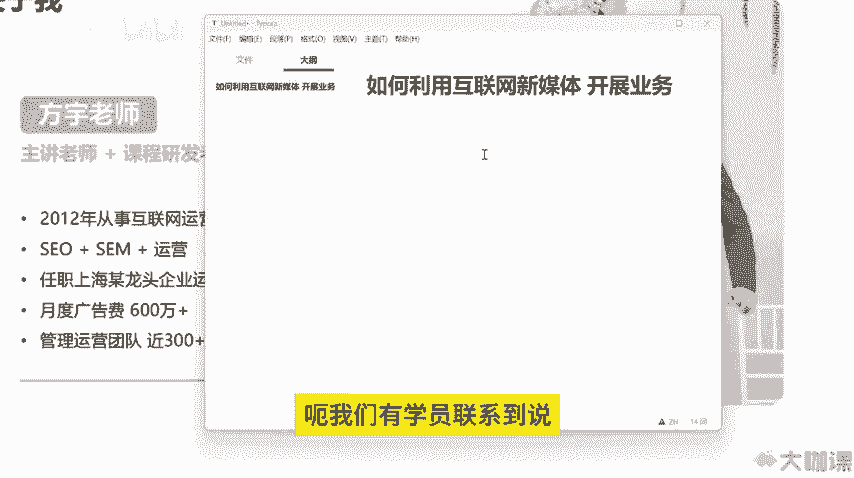 方宇老师
主讲老师 + 课程研发
2012年从事互联网运营
SEO + SEM + 运营
任职上海某龙头企业运
月度广告费 600万+
管理运营团队 近300+
文件(F) 编辑(E) 段落(P) 格式(O) 视图(V) 主题(T) 帮助(H)
文件 大纲
如何利用互联网新媒体 开展业务
如何利用互联网新媒体 开展业务
ZH 14 词
呃我们有学员联系到说
大咖课